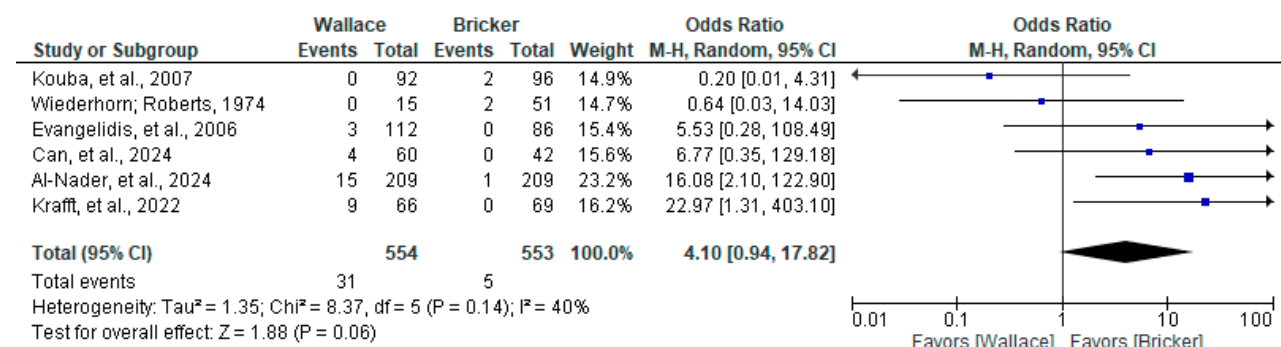 Wallace Bricker Odds Ratio Odds Ratio
Study or Subgroup Events Total Events Total Weight M-H, Random, 95% CI M-H, Random, 95% CI
Kouba, et al., 2007 0 92 2 96 14.9% 0.20 [0.01, 4.31]
Wiederhorn; Roberts, 1974 0 15 2 51 14.7% 0.64 [0.03, 14.03]
Evangelidis, et al., 2006 3 112 0 86 15.4% 5.53 [0.28, 108.49]
Can, et al., 2024 4 60 0 42 15.6% 6.77 [0.35, 129.18]
Al-Nader, et al., 2024 15 209 1 209 23.2% 16.08 [2.10, 122.90]
Krafft, et al., 2022 9 66 0 69 16.2% 22.97 [1.31, 403.10]
Total (95% CI) 554 553 100.0% 4.10 [0.94, 17.82]
Total events 31 5
Heterogeneity: Tau² = 1.35; Chi² = 8.37, df = 5 (P = 0.14); I² = 40%
Test for overall effect: Z = 1.88 (P = 0.06)
0.01 0.1 1 10 100
Favors [Wallace] Favors [Bricker]